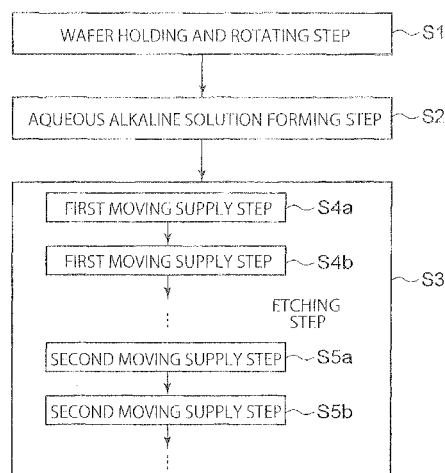 WAFER HOLDING AND ROTATING STEP S1
AQUEOUS ALKALINE SOLUTION FORMING STEP S2
FIRST MOVING SUPPLY STEP S4a
FIRST MOVING SUPPLY STEP S4b
S3
ETCHING
STEP
SECOND MOVING SUPPLY STEP S5a
SECOND MOVING SUPPLY STEP S5b